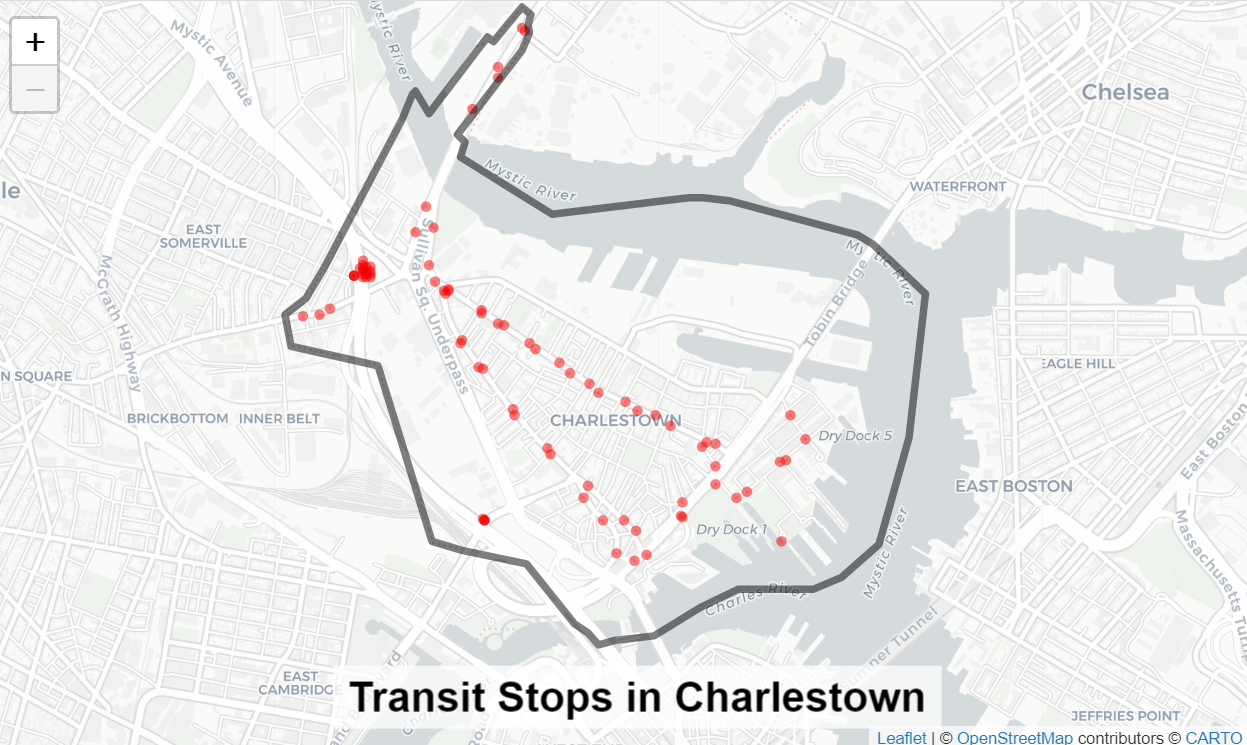 +
−
Mystic River
Mystic Avenue
Chelsea
Mystic River
WATERFRONT
le
EAST
SOMERVILLE
Sullivan Sq. Underpass
Mystic River
McGrath Highway
Tobin Bridge
EAGLE HILL
N SQUARE
BRICKBOTTOM
INNER BELT
CHARLESTOWN
Dry Dock 5
East Boston
EAST BOSTON
Dry Dock 1
Mystic River
Massachusetts Turn
Charles River
EAST
CAMBRIDGE
Transit Stops in Charlestown
JEFFRIES POINT
Leaflet | © OpenStreetMap contributors © CARTO